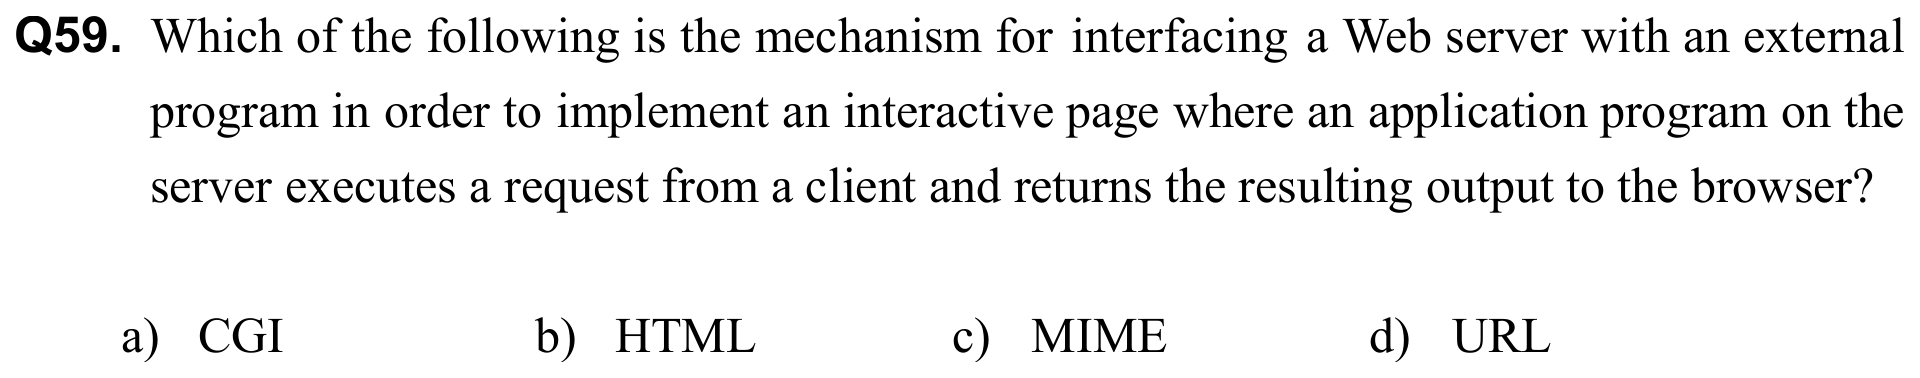 Q59. Which of the following is the mechanism for interfacing a Web server with an external
program in order to implement an interactive page where an application program on the
server executes a request from a client and returns the resulting output to the browser?
a) CGI b) HTML c) MIME d) URL